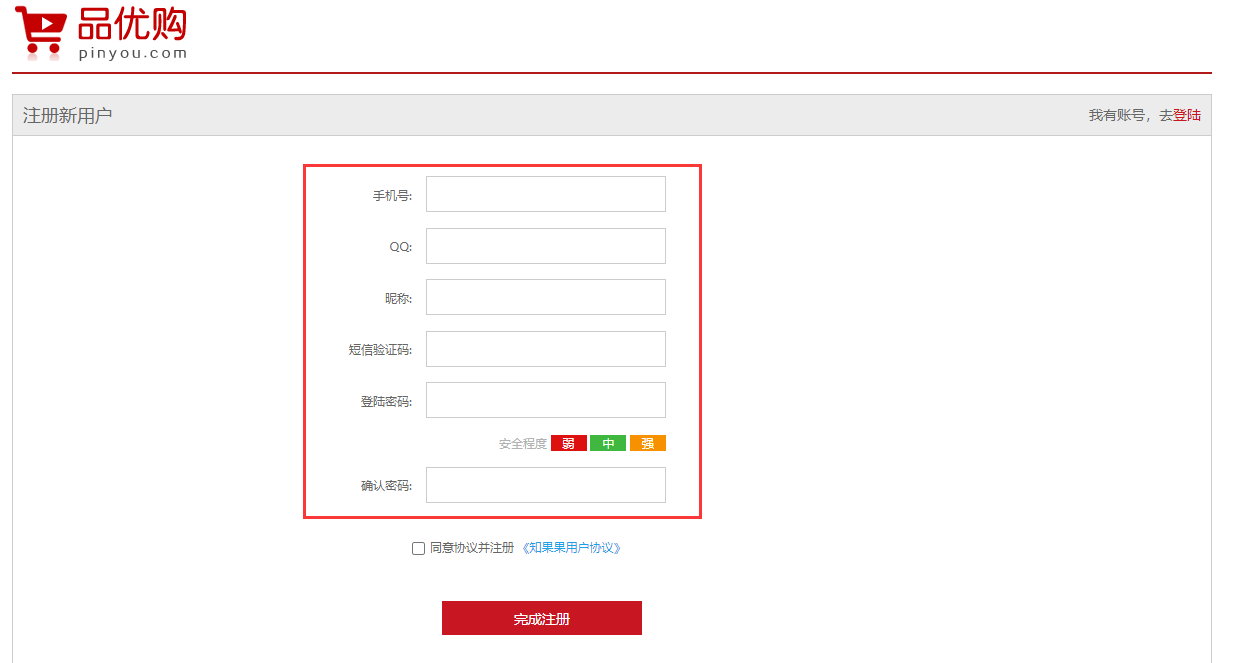 品优购
pinyou.com
注册新用户 我有账号，去登陆
手机号:
QQ:
昵称:
短信验证码:
登陆密码:
安全程度 弱 中 强
确认密码:
同意协议并注册 《知果果用户协议》
完成注册